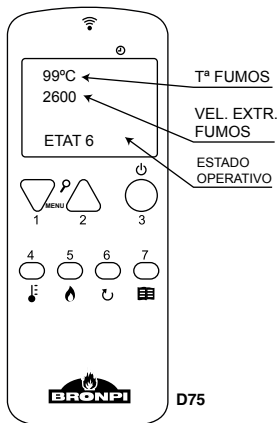 99ºC
Tª FUMOS
2600
VEL. EXTR.
FUMOS
ETAT 6
ESTADO
OPERATIVO
MENU
1
2
3
4
5
6
7
BRONPI
D75